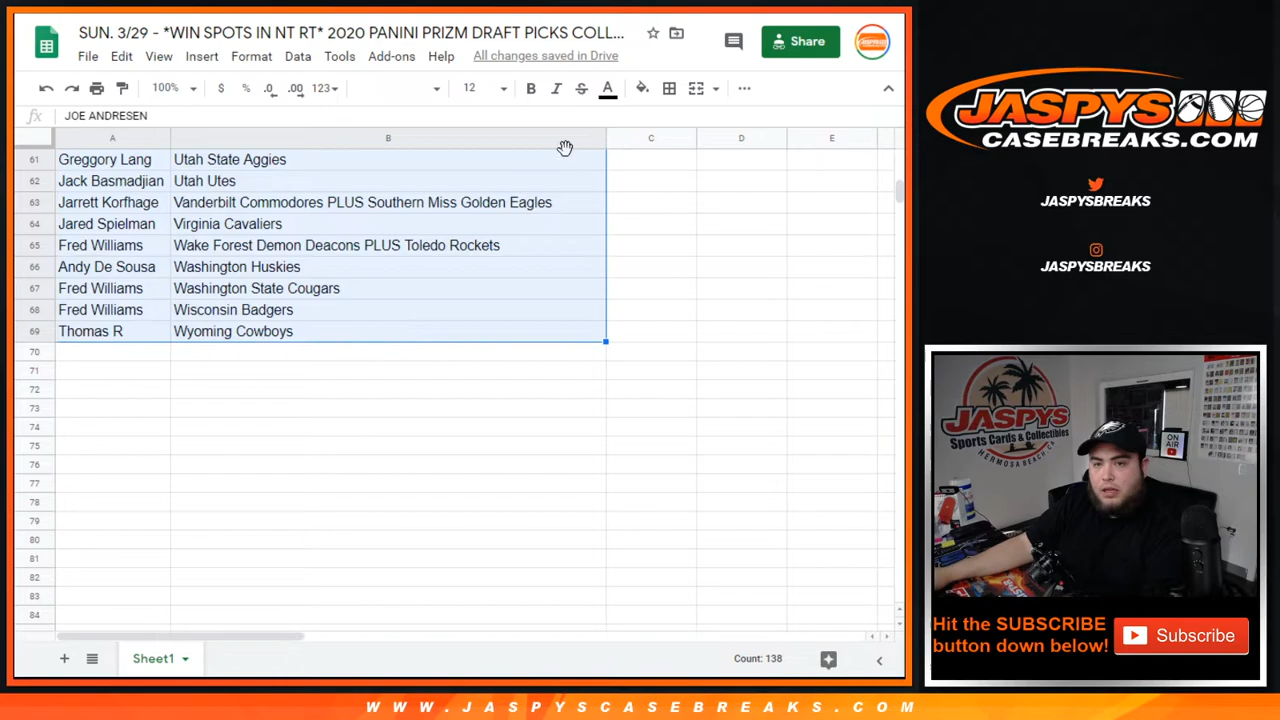 SUN. 3/29 - *WIN SPOTS IN NT RT* 2020 PANINI PRIZM DRAFT PICKS COLL...
Share
File Edit View Insert Format Data Tools Add-ons Help All changes saved in Drive
100% $ % .0 .00 123 12 B I S A
fx JOE ANDRESEN
A B C D E
61 Greggory Lang Utah State Aggies
62 Jack Basmadjian Utah Utes
63 Jarrett Korfhage Vanderbilt Commodores PLUS Southern Miss Golden Eagles
64 Jared Spielman Virginia Cavaliers
65 Fred Williams Wake Forest Demon Deacons PLUS Toledo Rockets
66 Andy De Sousa Washington Huskies
67 Fred Williams Washington State Cougars
68 Fred Williams Wisconsin Badgers
69 Thomas R Wyoming Cowboys
70
71
72
73
74
75
76
77
78
79
80
81
82
83
84
Sheet1
Count: 138
JASPYS
CASEBREAKS.COM
JASPYSBREAKS
JASPYSBREAKS
JASPYS
Sports Cards & Collectibles
HERMOSA BEACH, CA
ON
AIR
Hit the SUBSCRIBE
button down below!
Subscribe
WWW.JASPYSCASEBREAKS.COM